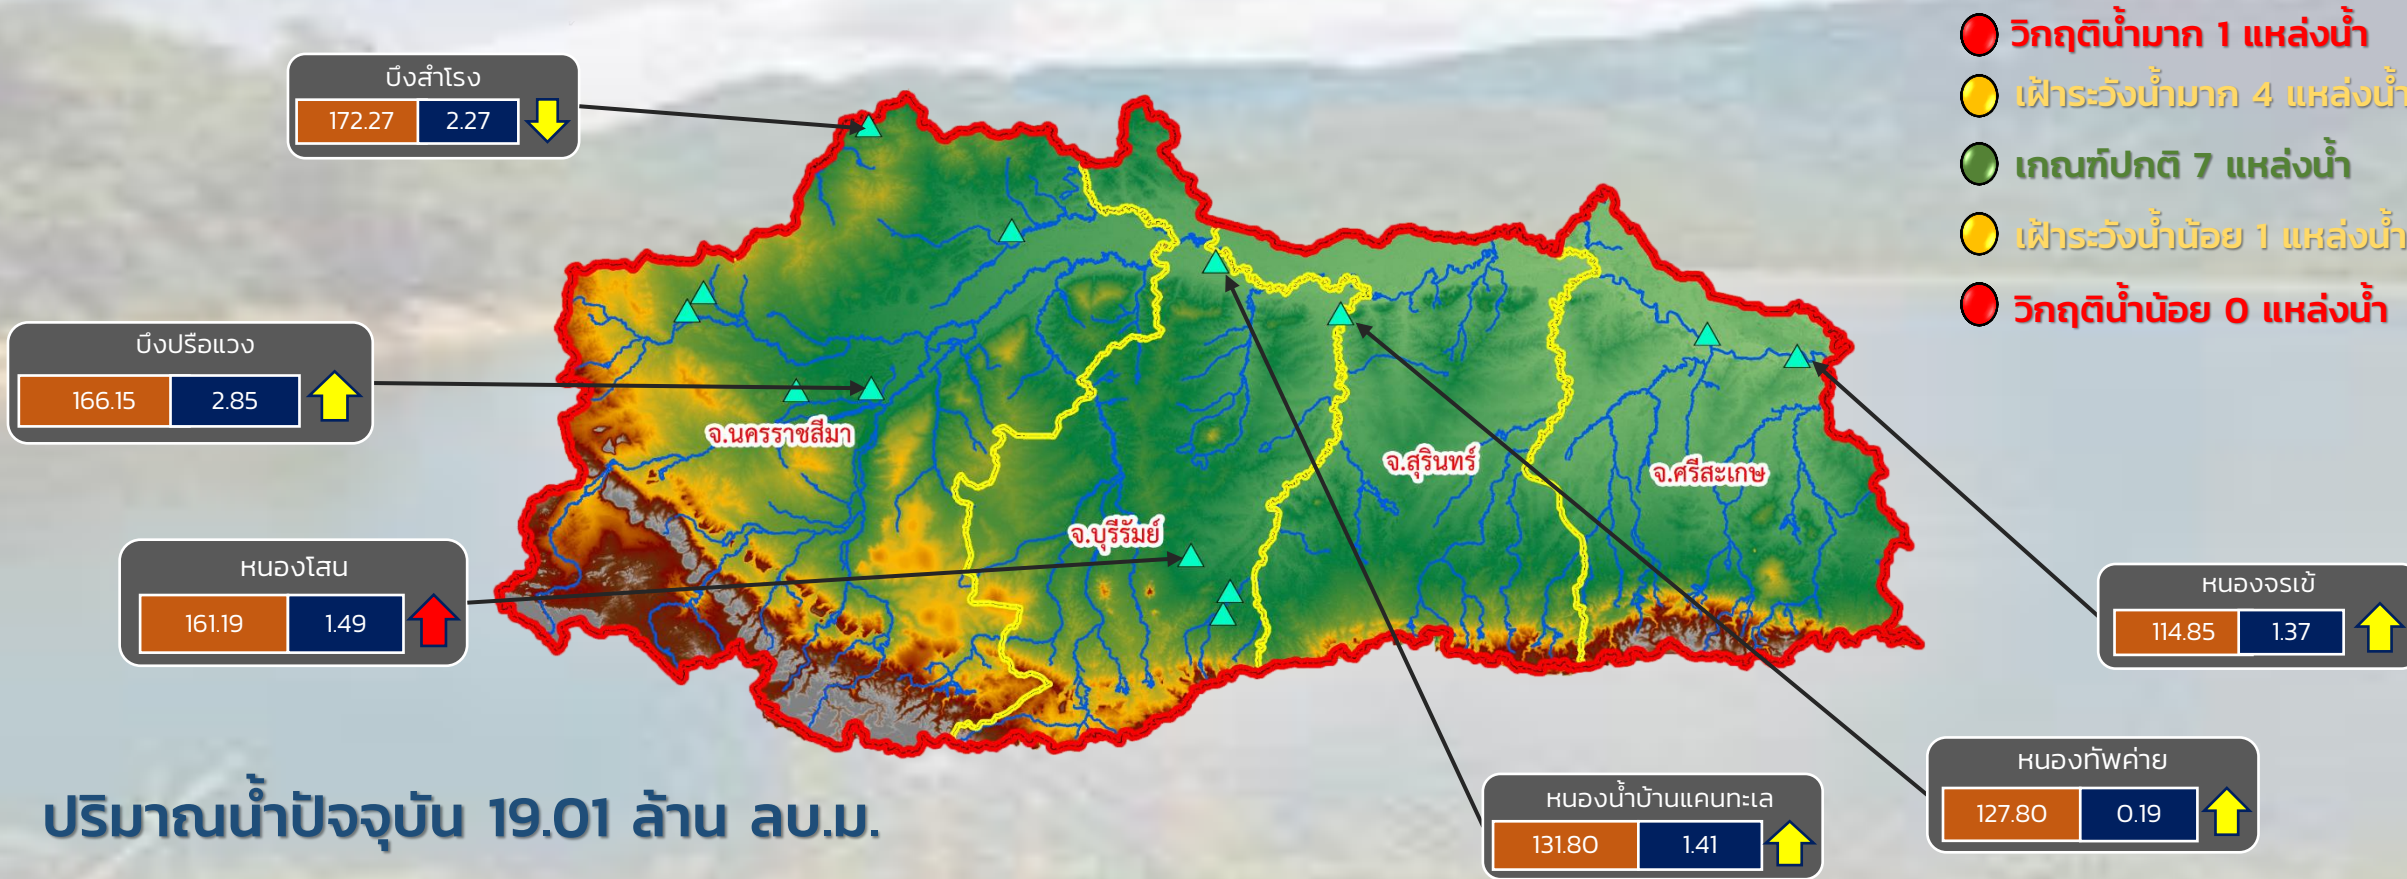 วิกฤติน้ำมาก 1 แหล่งน้ำ
เฝ้าระวังน้ำมาก 4 แหล่งน้ำ
เกณฑ์ปกติ 7 แหล่งน้ำ
เฝ้าระวังน้ำน้อย 1 แหล่งน้ำ
วิกฤติน้ำน้อย 0 แหล่งน้ำ
บึงสำโรง
172.27 2.27
บึงปรือแวง
166.15 2.85
หนองโสน
161.19 1.49
จ.นครราชสีมา
จ.บุรีรัมย์
จ.สุรินทร์
จ.ศรีสะเกษ
หนองจรเข้
114.85 1.37
หนองทัพค่าย
127.80 0.19
หนองน้ำบ้านแคนทะเล
131.80 1.41
ปริมาณน้ำปัจจุบัน 19.01 ล้าน ลบ.ม.